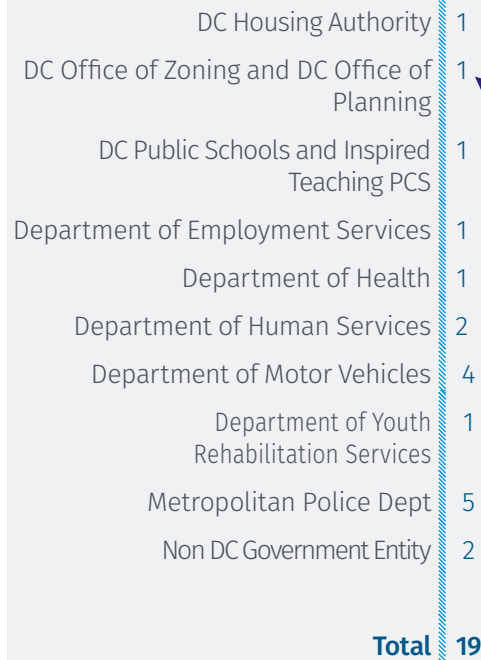 DC Housing Authority 1
DC Office of Zoning and DC Office of 1
Planning
DC Public Schools and Inspired 1
Teaching PCS
Department of Employment Services 1
Department of Health 1
Department of Human Services 2
Department of Motor Vehicles 4
Department of Youth 1
Rehabilitation Services
Metropolitan Police Dept 5
Non DC Government Entity 2
Total 19